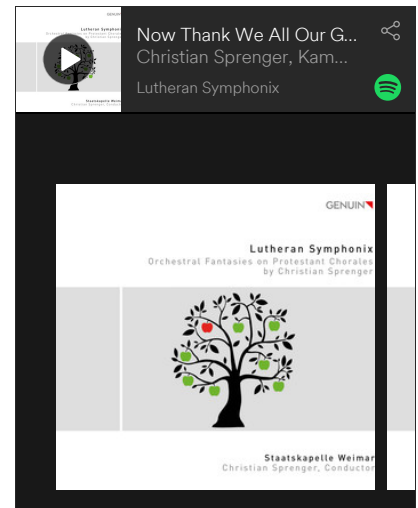 Now Thank We All Our G...
Christian Sprenger, Kam...
Lutheran Symphonix
GENUIN
Lutheran Symphonix
Orchestral Fantasies on Protestant Chorales
by Christian Sprenger
Staatskapelle Weimar
Christian Sprenger, Conductor